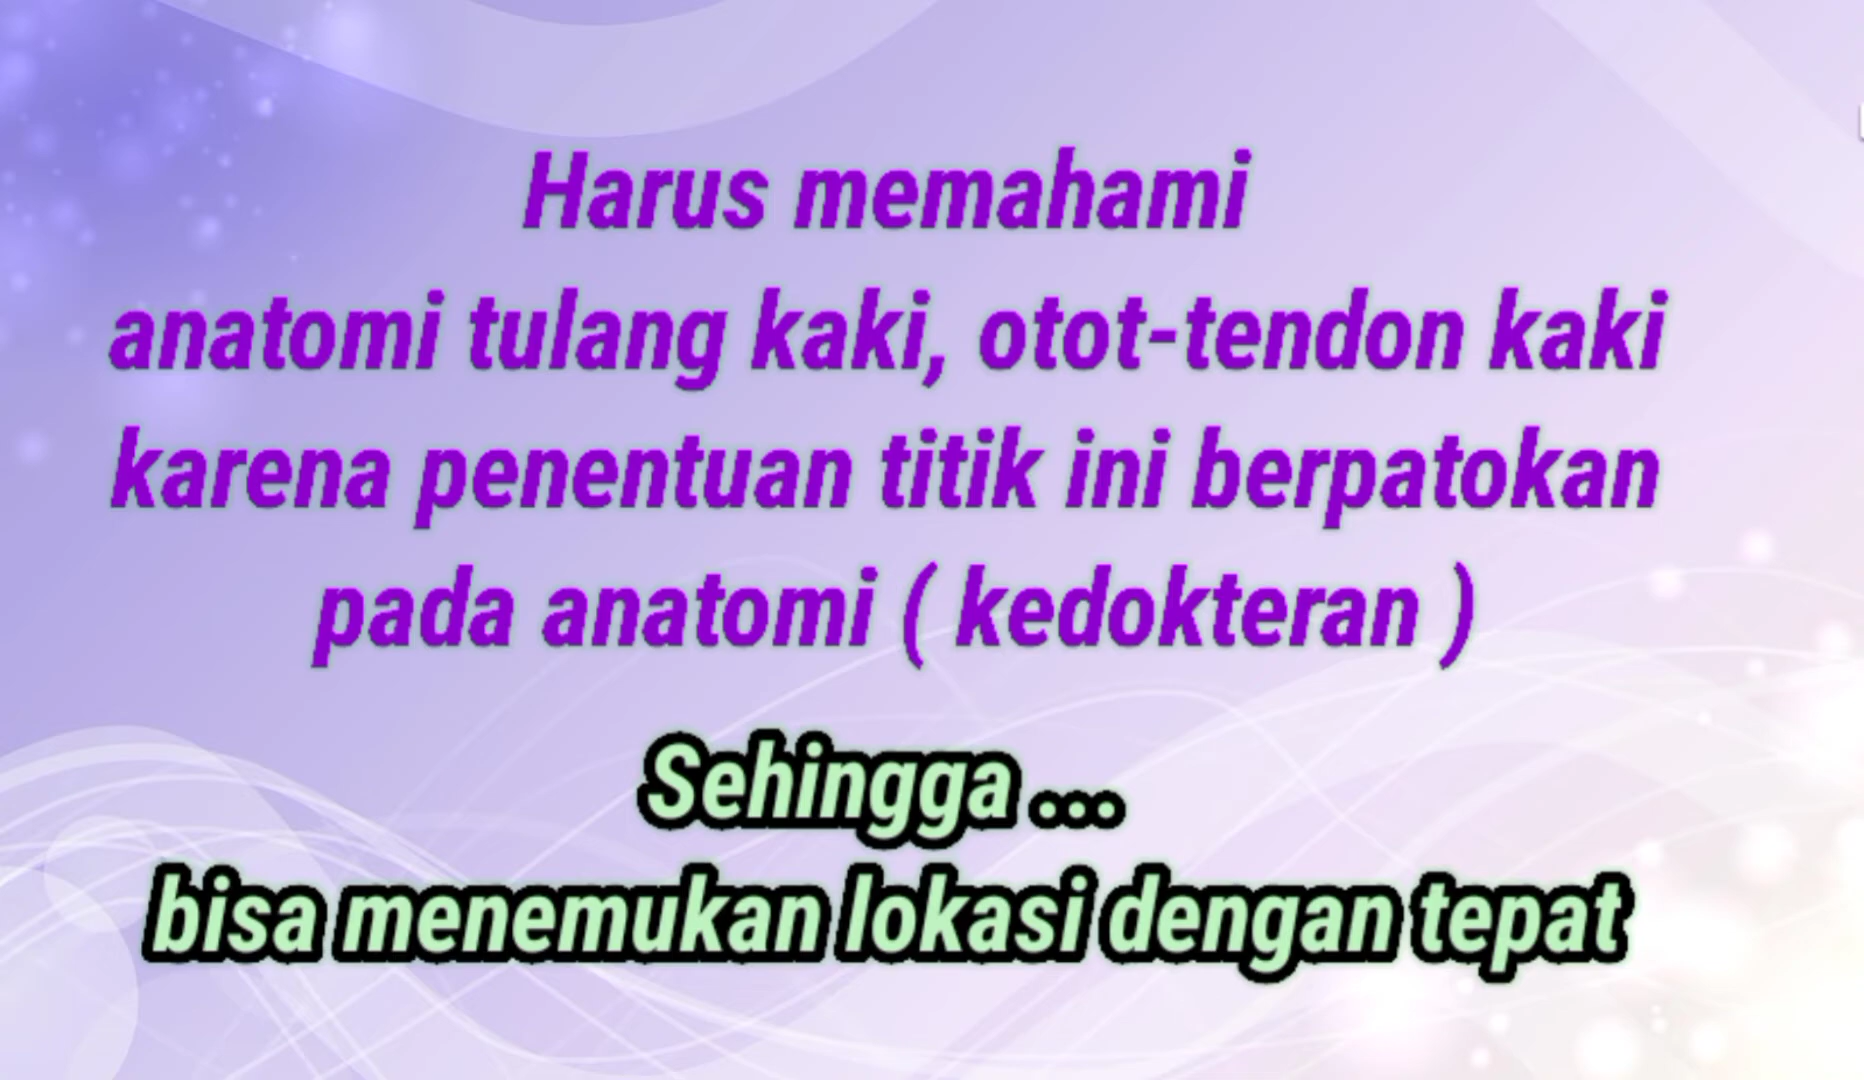 Harus memahami
anatomi tulang kaki, otot-tendon kaki
karena penentuan titik ini berpatokan
pada anatomi ( kedokteran )
Sehingga ...
bisa menemukan lokasi dengan tepat